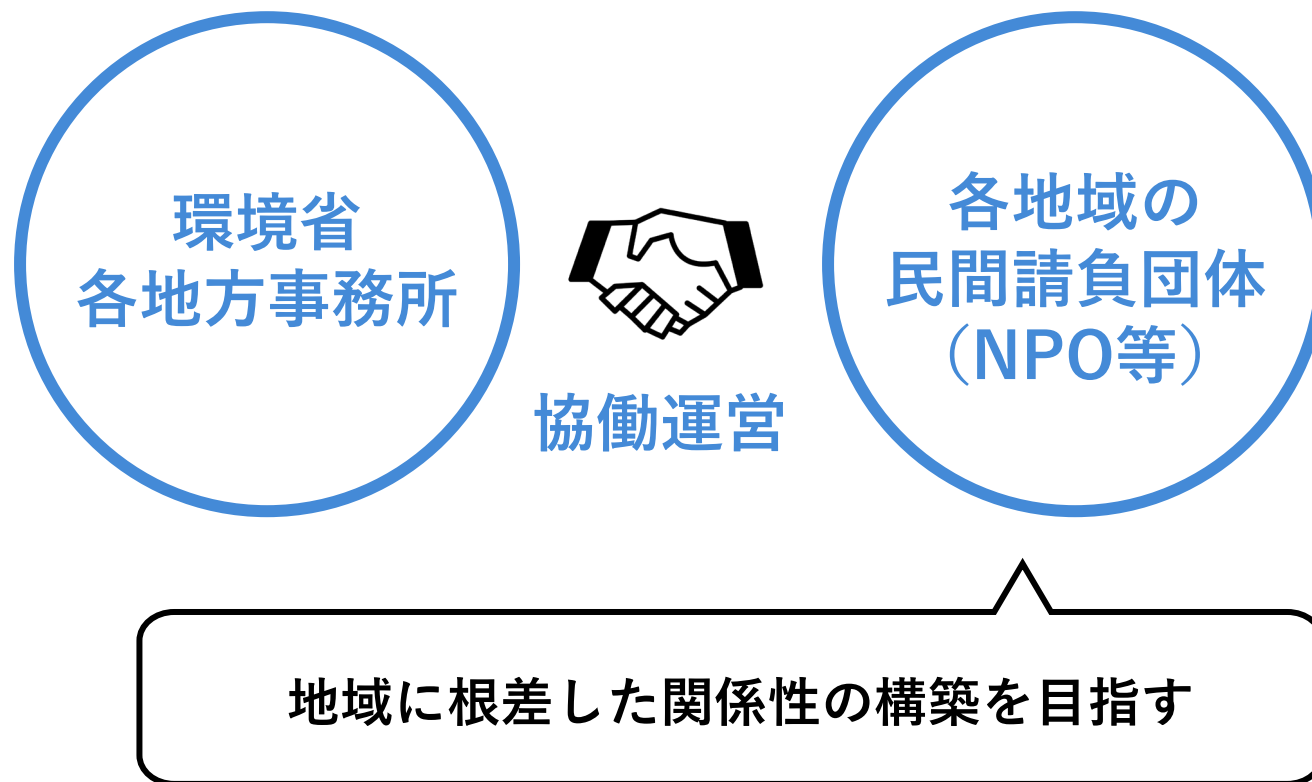 環境省
各地方事務所
協働運営
各地域の
民間請負団体
（NPO等）
地域に根差した関係性の構築を目指す